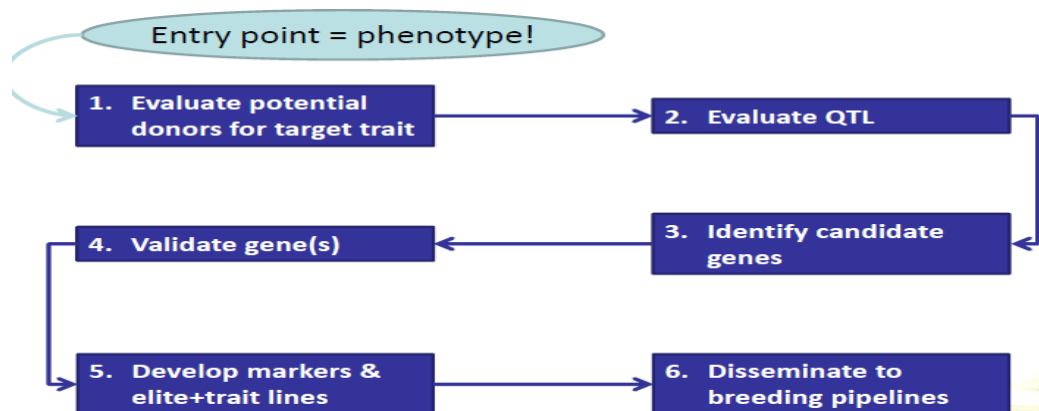 Entry point = phenotype!
1. Evaluate potential
donors for target trait
2. Evaluate QTL
3. Identify candidate
genes
4. Validate gene(s)
5. Develop markers &
elite+trait lines
6. Disseminate to
breeding pipelines